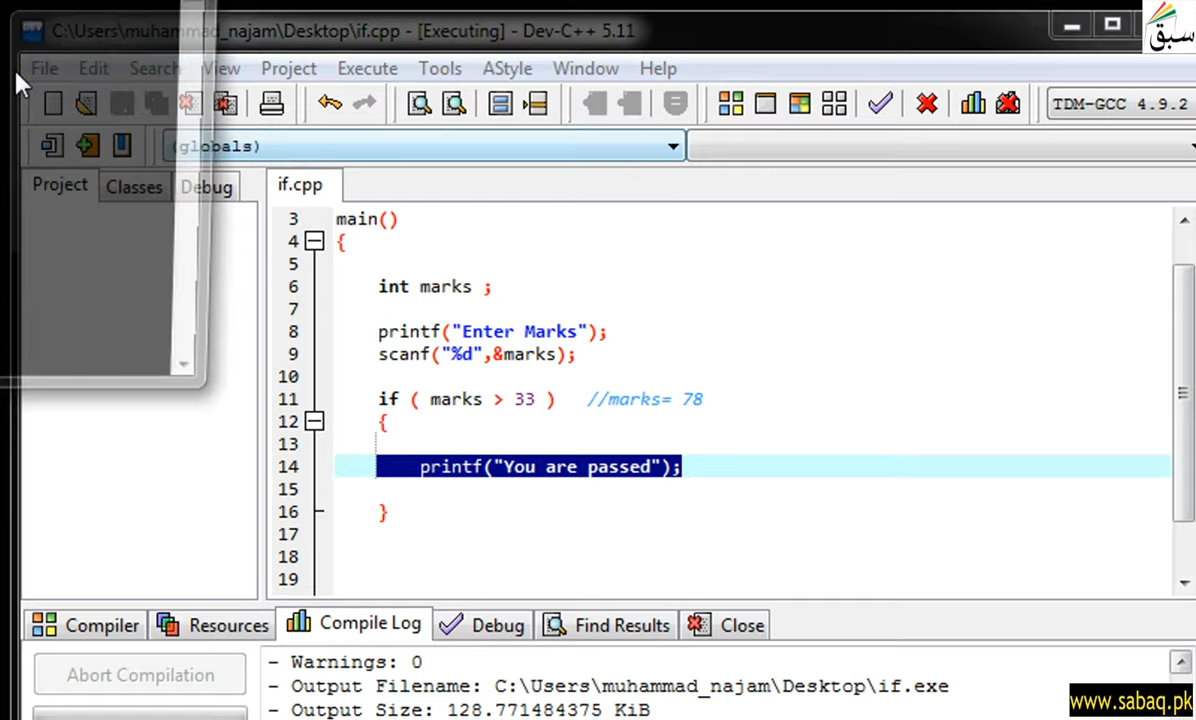 C:\Users\muhammad_najam\Desktop\if.cpp - [Executing] - Dev-C++ 5.11
سبق
File Edit Search View Project Execute Tools AStyle Window Help
TDM-GCC 4.9.2
(globals)
Project Classes Debug if.cpp
3 main()
4 {
5
6 int marks ;
7
8 printf("Enter Marks");
9 scanf("%d",&marks);
10
11 if ( marks > 33 ) //marks= 78
12 {
13
14 printf("You are passed");
15
16 }
17
18
19
Compiler Resources Compile Log Debug Find Results Close
Abort Compilation
- Warnings: 0
- Output Filename: C:\Users\muhammad_najam\Desktop\if.exe
- Output Size: 128.771484375 KiB
www.sabaq.pk